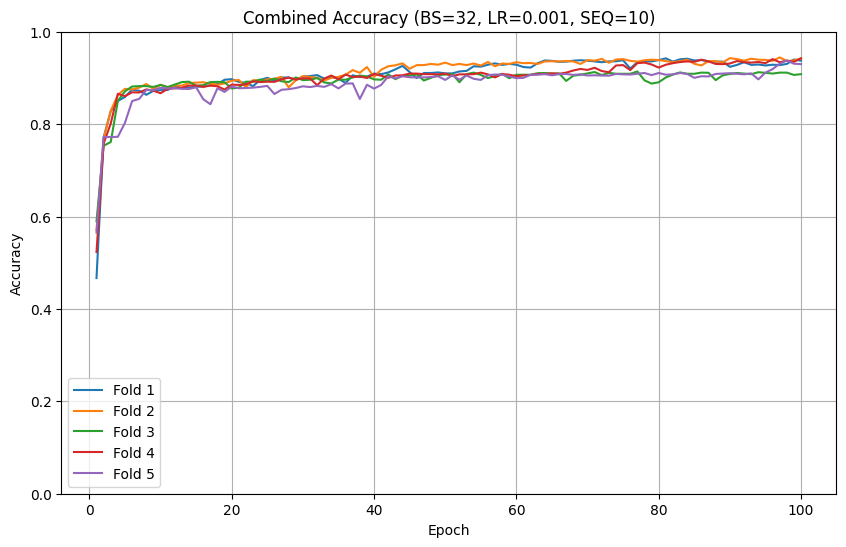 Combined Accuracy (BS=32, LR=0.001, SEQ=10)
Accuracy
1.0
0.8
0.6
0.4
0.2
0.0
Fold 1
Fold 2
Fold 3
Fold 4
Fold 5
0 20 40 60 80 100
Epoch